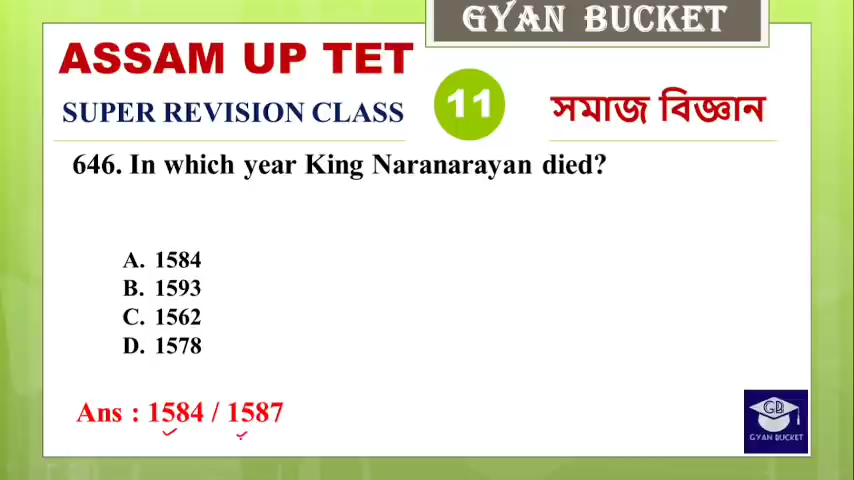 GYAN BUCKET
ASSAM UP TET
SUPER REVISION CLASS
11
সমাজ বিজ্ঞান
646. In which year King Naranarayan died?
A. 1584
B. 1593
C. 1562
D. 1578
Ans : 1584 / 1587
GB
GYAN BUCKET